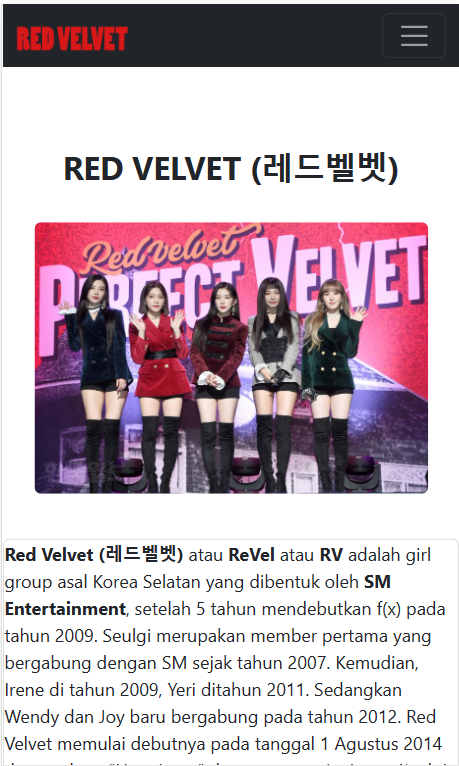 RED VELVET
RED VELVET (레드벨벳)
Red Velvet
PERFECT VELVET
Red Velvet (레드벨벳) atau ReVel atau RV adalah girl
group asal Korea Selatan yang dibentuk oleh SM
Entertainment, setelah 5 tahun mendebutkan f(x) pada
tahun 2009. Seulgi merupakan member pertama yang
bergabung dengan SM sejak tahun 2007. Kemudian,
Irene di tahun 2009, Yeri ditahun 2011. Sedangkan
Wendy dan Joy baru bergabung pada tahun 2012. Red
Velvet memulai debutnya pada tanggal 1 Agustus 2014